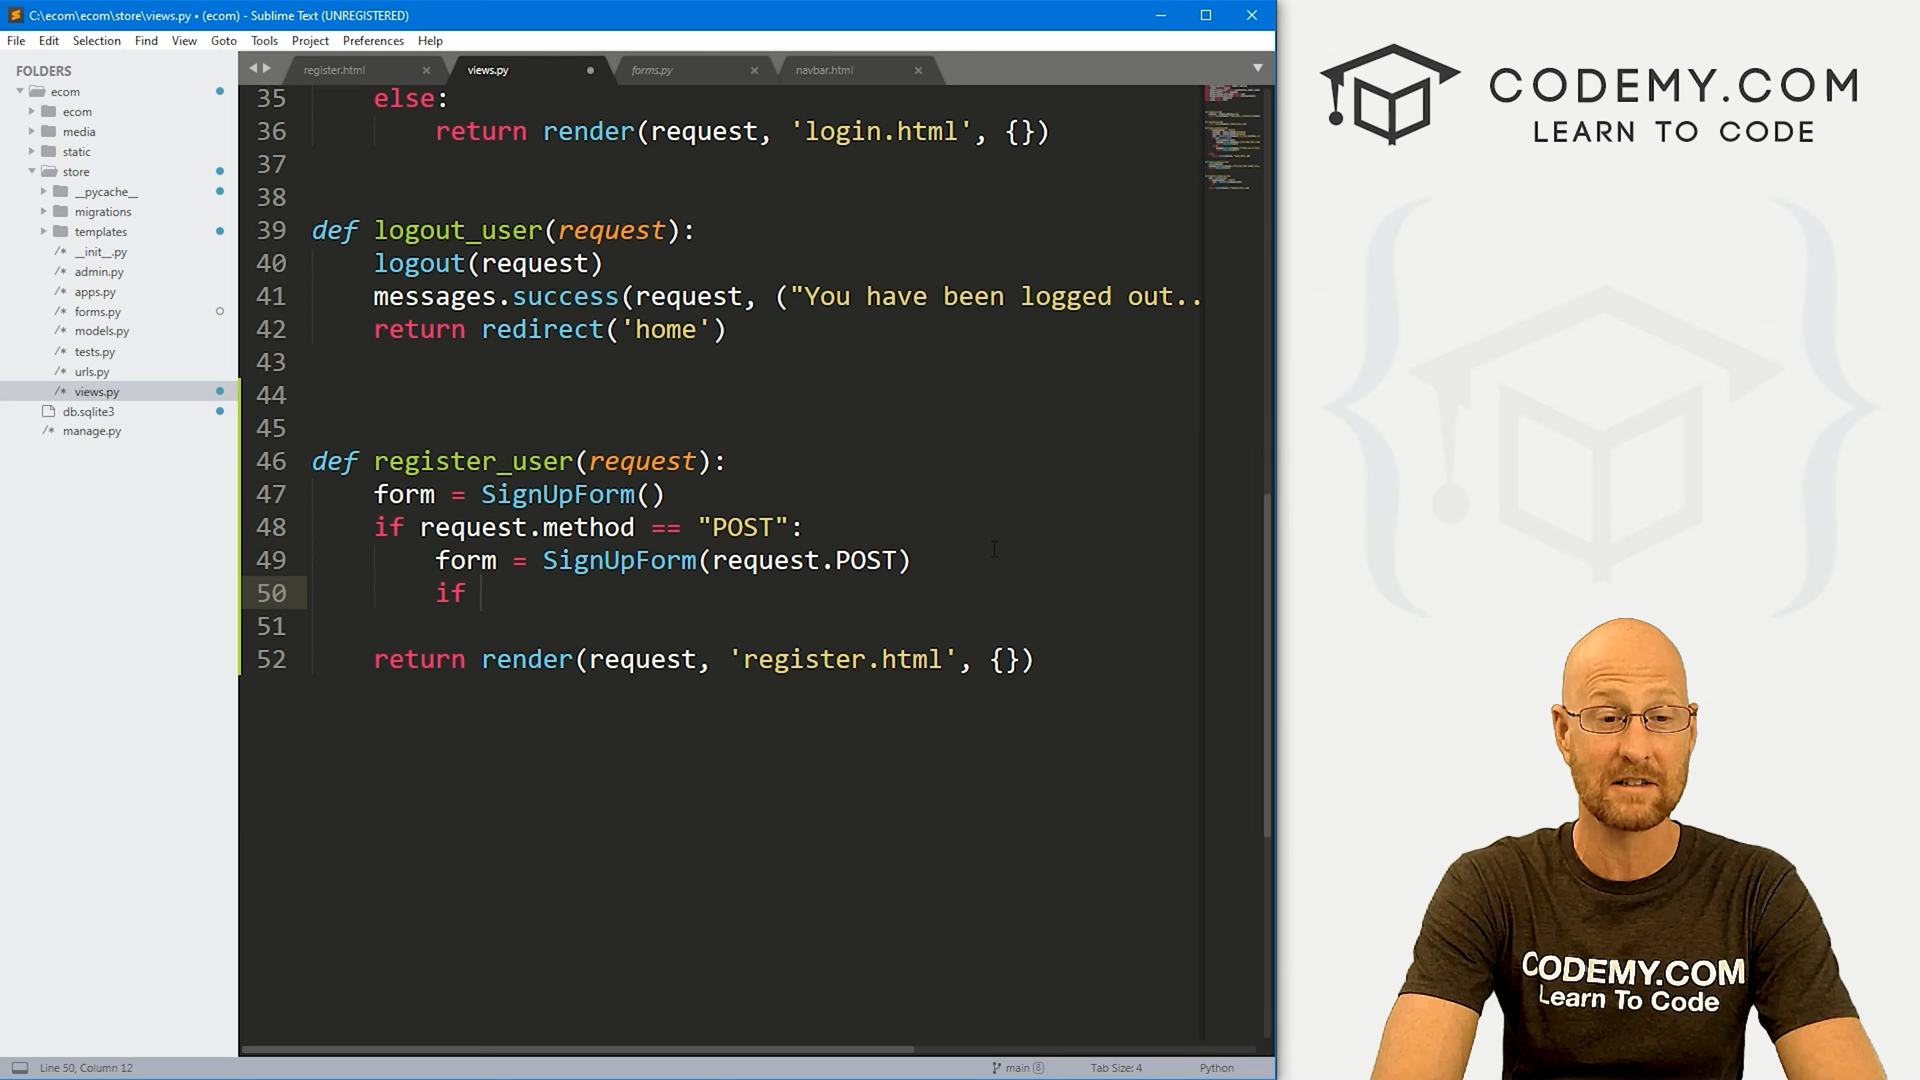 C:\ecom\ecom\store\views.py • (ecom) - Sublime Text (UNREGISTERED)
File Edit Selection Find View Goto Tools Project Preferences Help
FOLDERS
ecom
ecom
media
static
store
__pycache__
migrations
templates
/* __init__.py
/* admin.py
/* apps.py
/* forms.py
/* models.py
/* tests.py
/* urls.py
/* views.py
db.sqlite3
/* manage.py
register.html views.py forms.py navbar.html
35 else:
36 return render(request, 'login.html', {})
37
38
39 def logout_user(request):
40 logout(request)
41 messages.success(request, ("You have been logged out..
42 return redirect('home')
43
44
45
46 def register_user(request):
47 form = SignUpForm()
48 if request.method == "POST":
49 form = SignUpForm(request.POST)
50 if
51
52 return render(request, 'register.html', {})
Line 50, Column 12 main 8 Tab Size: 4 Python
CODEMY.COM
LEARN TO CODE
CODEMY.COM
Learn To Code